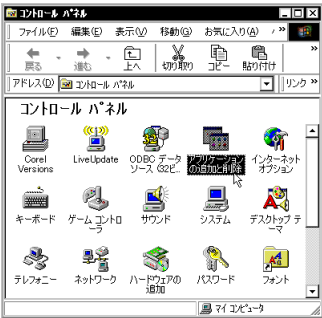 コントロール パネル
ファイル(F) 編集(E) 表示(V) 移動(G) お気に入り(A) »
戻る 進む 上へ 切り取り コピー 貼り付け »
アドレス(D) コントロール パネル リンク »
コントロール パネル
Corel Versions
LiveUpdate
ODBC データ ソース (32ビ...
アプリケーション の追加と削除
インターネット オプション
キーボード
ゲーム コントロ ーラ
サウンド
システム
デスクトップ テ ーマ
テレフォニー
ネットワーク
ハードウェアの 追加
パスワード
フォント
マイ コンピュータ